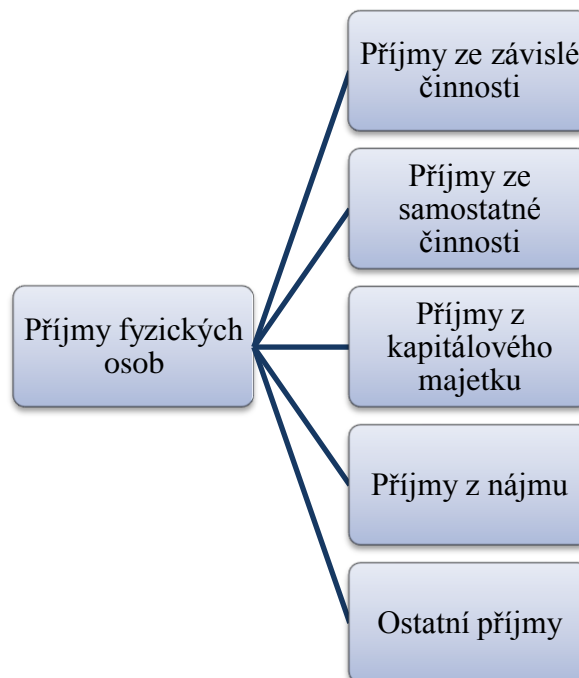 Příjmy fyzických
osob
Příjmy ze závislé
činnosti
Příjmy ze
samostatné
činnosti
Příjmy z
kapitálového
majetku
Příjmy z nájmu
Ostatní příjmy